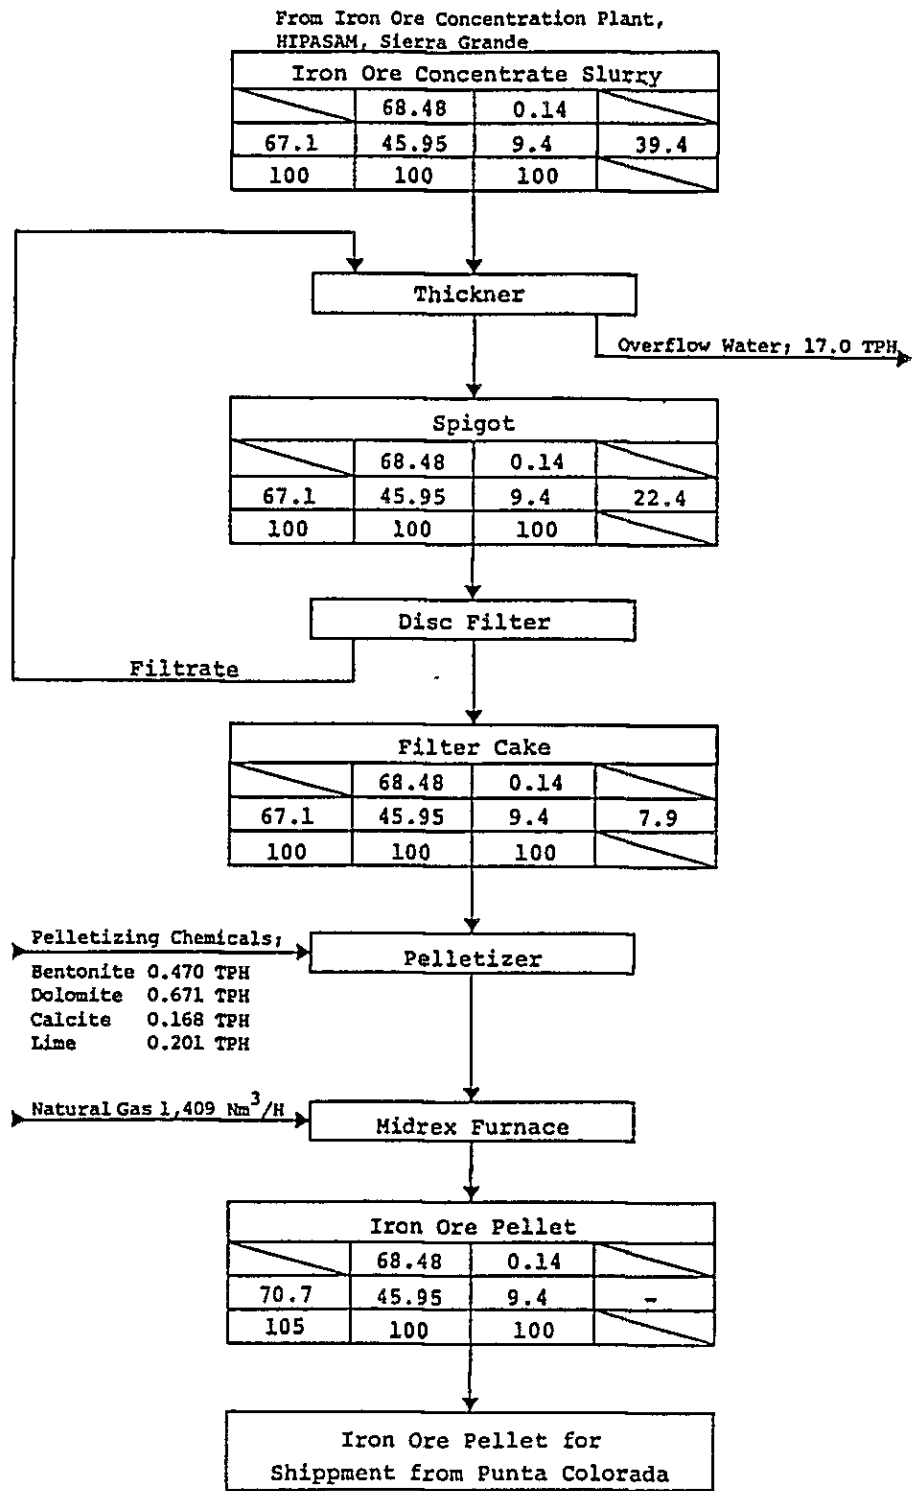 From Iron Ore Concentration Plant,
HIPASAM, Sierra Grande
Iron Ore Concentrate Slurry
68.48 0.14
67.1 45.95 9.4 39.4
100 100 100
Thickner
Overflow Water; 17.0 TPH
Spigot
68.48 0.14
67.1 45.95 9.4 22.4
100 100 100
Disc Filter
Filtrate
Filter Cake
68.48 0.14
67.1 45.95 9.4 7.9
100 100 100
Pelletizing Chemicals;
Pelletizer
Bentonite 0.470 TPH
Dolomite 0.671 TPH
Calcite 0.168 TPH
Lime 0.201 TPH
Natural Gas 1,409 Nm³/H
Midrex Furnace
Iron Ore Pellet
68.48 0.14
70.7 45.95 9.4 -
105 100 100
Iron Ore Pellet for
Shippment from Punta Colorada